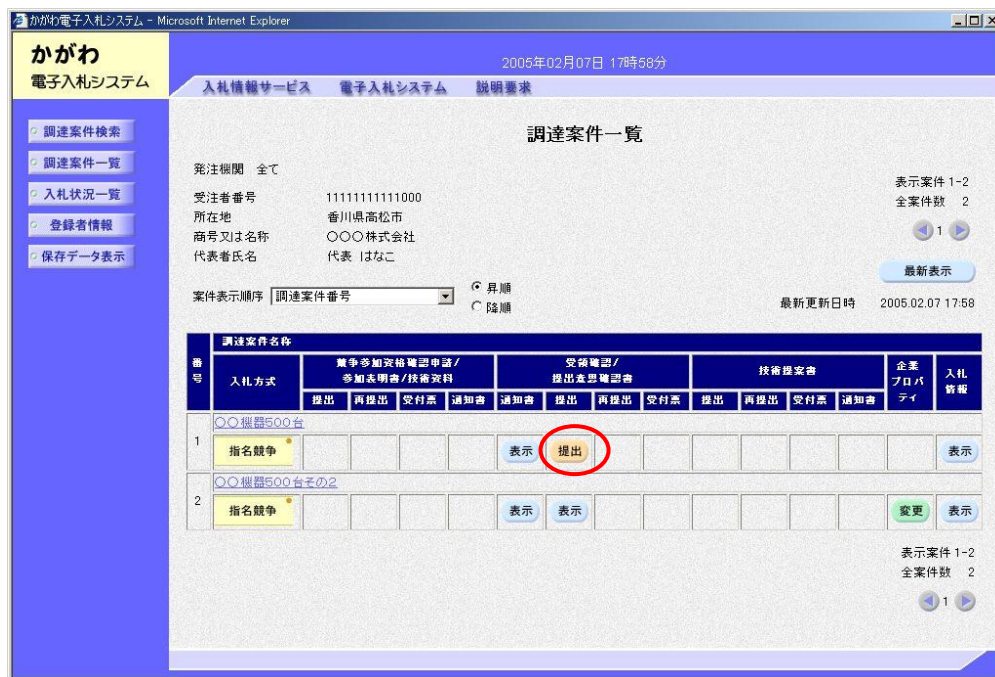 かがわ電子入札システム - Microsoft Internet Explorer
かがわ
電子入札システム
2005年02月07日 17時58分
入札情報サービス 電子入札システム 説明要求
調達案件検索
調達案件一覧
入札状況一覧
登録者情報
保存データ表示
調達案件一覧
発注機関 全て
受注者番号 11111111111000
所在地 香川県高松市
商号又は名称 〇〇〇株式会社
代表者氏名 代表 はなこ
表示案件 1-2
全案件数 2
1
最新表示
案件表示順序 調達案件番号
昇順
降順
最新更新日時 2005.02.07 17:58
番号 調達案件名称
入札方式 競争参加資格確認申請/参加表明書/技術資料 受領確認/提出意思確認書 技術提案書 企業プロパティ 入札情報
提出 再提出 受付票 通知書 通知書 提出 再提出 受付票 提出 再提出 受付票 通知書
1 〇〇機器500台
指名競争 表示 提出 表示
2 〇〇機器500台その2
指名競争 表示 表示 変更 表示
表示案件 1-2
全案件数 2
1